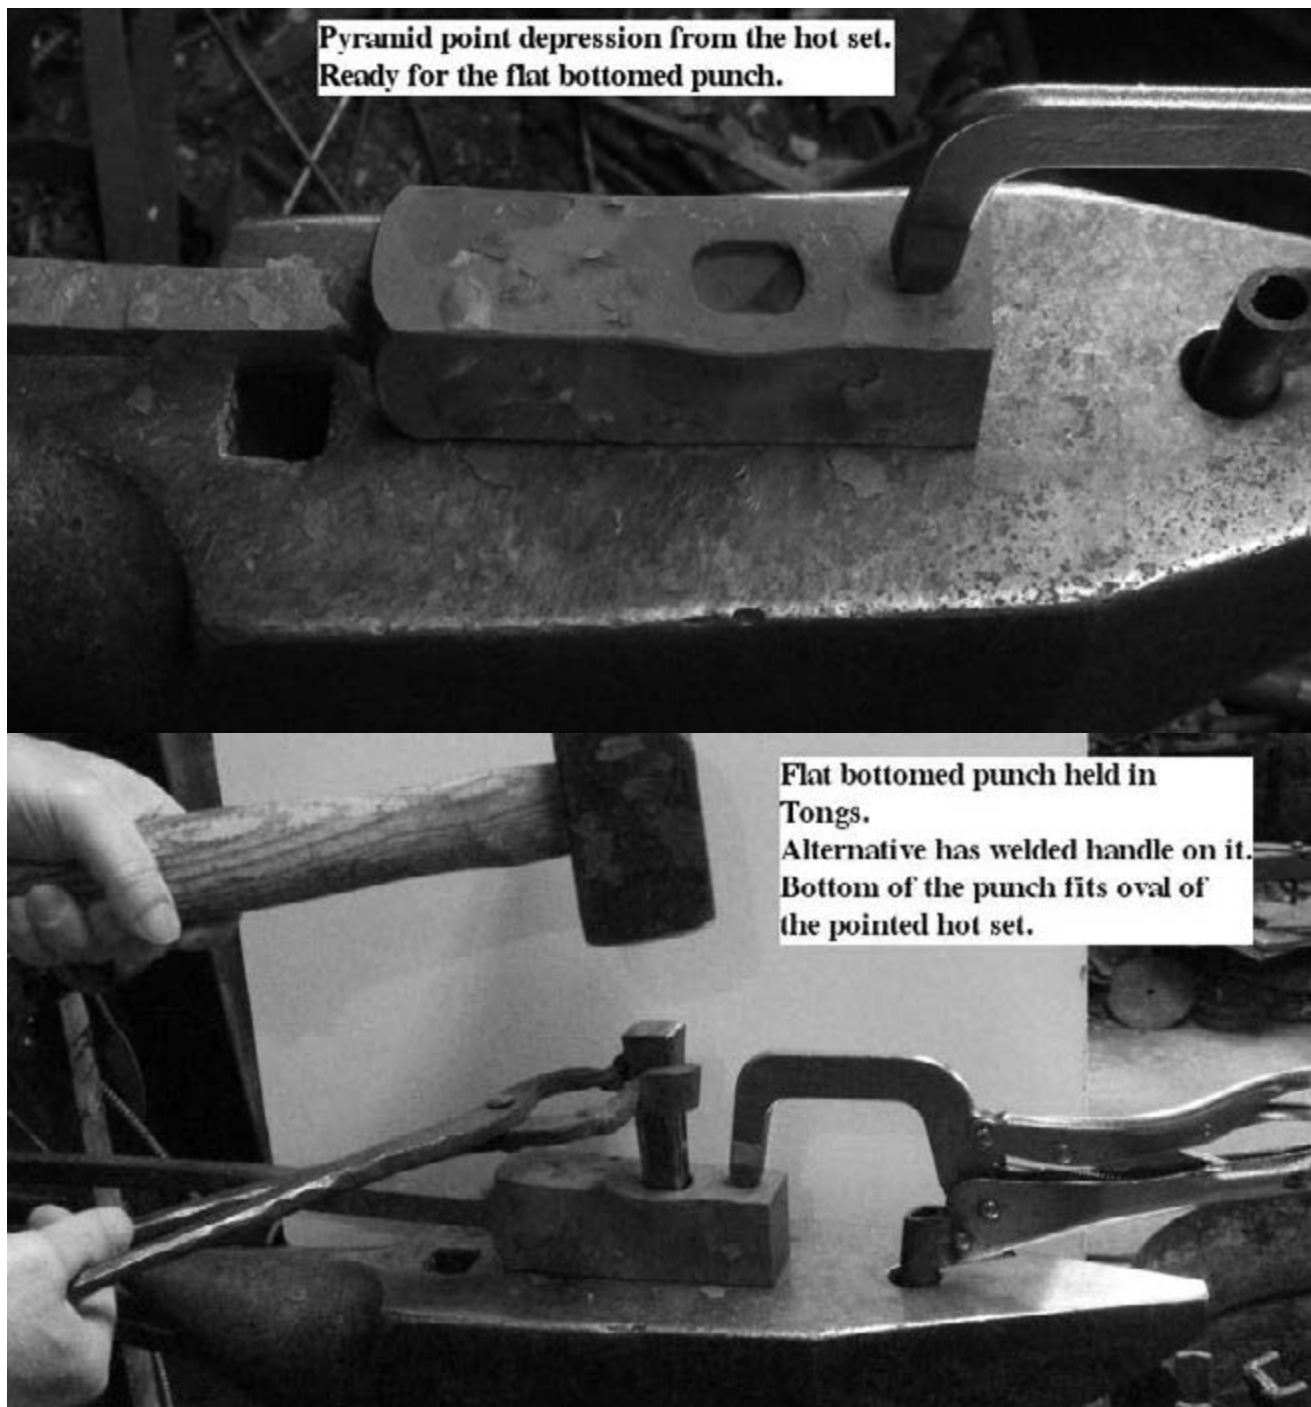 Pyramid point depression from the hot set.
Ready for the flat bottomed punch.
Flat bottomed punch held in
Tongs.
Alternative has welded handle on it.
Bottom of the punch fits oval of
the pointed hot set.